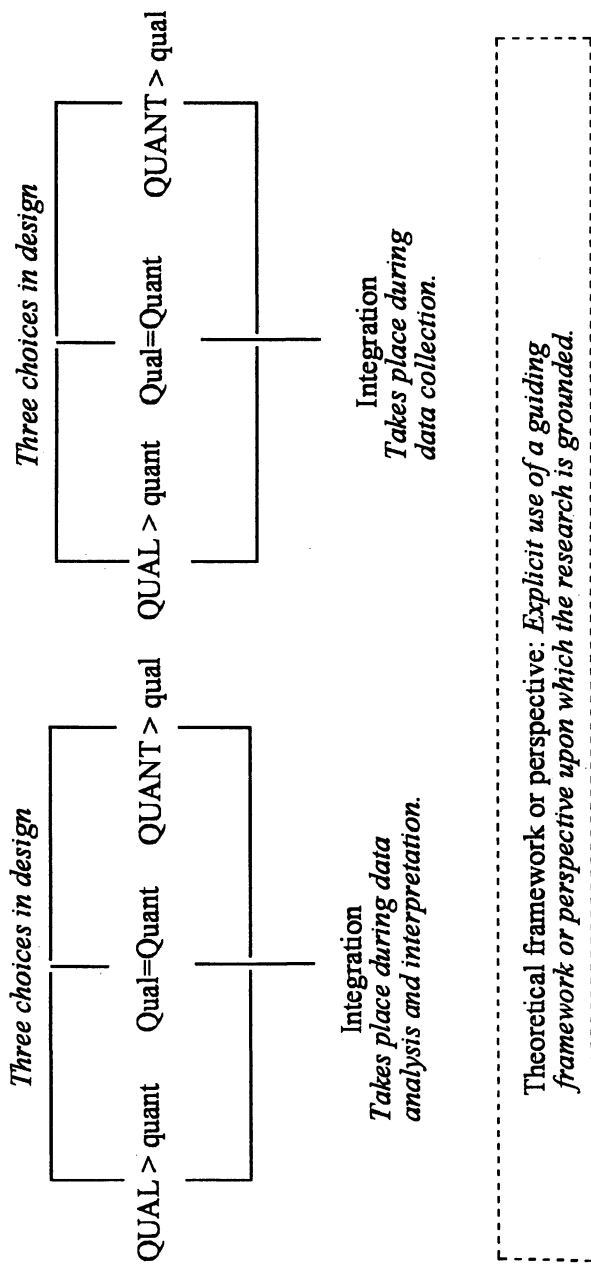 Three choices in design
QUAL > quant Qual=Quant QUANT > qual
Integration
Takes place during data
analysis and interpretation.
Three choices in design
QUAL > quant Qual=Quant QUANT > qual
Integration
Takes place during
data collection.
Theoretical framework or perspective: Explicit use of a guiding
framework or perspective upon which the research is grounded.